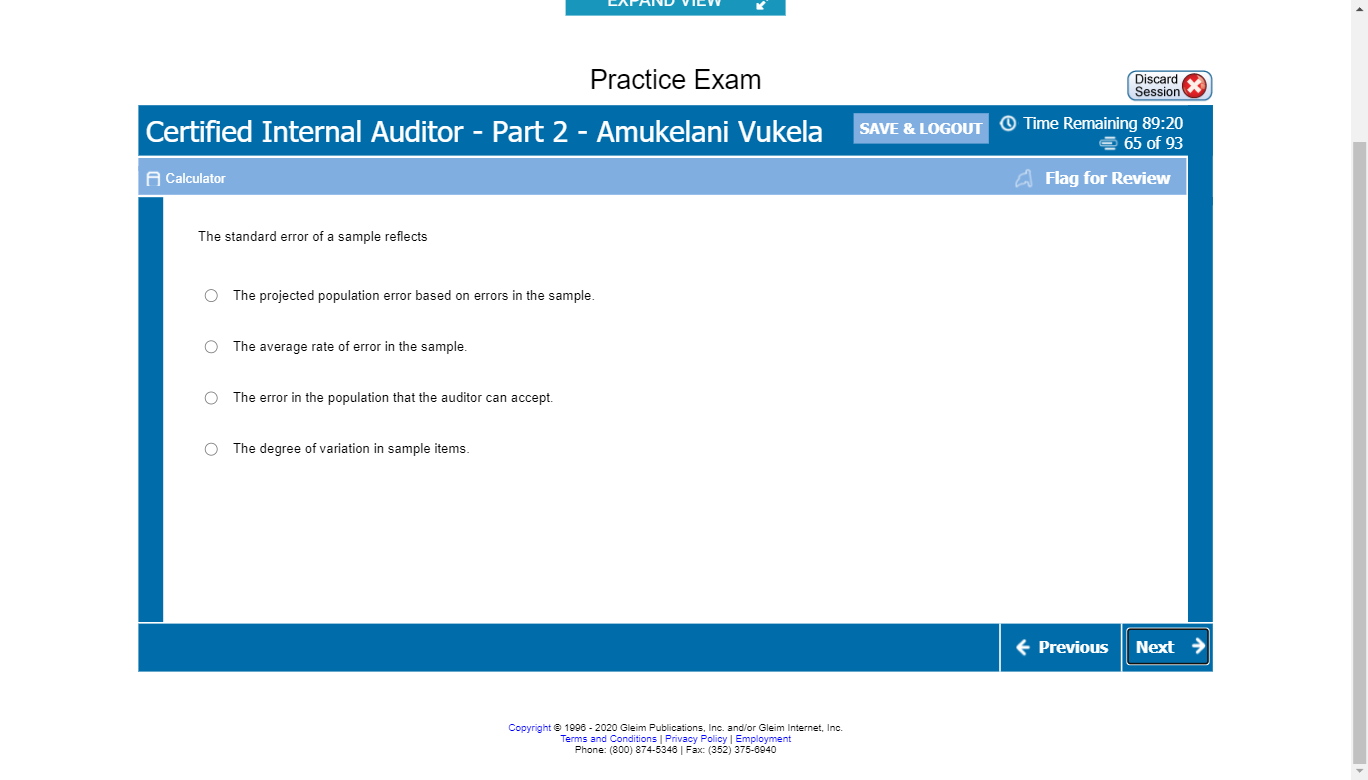 EXPAND VIEW
Practice Exam
Discard
Session
Certified Internal Auditor - Part 2 - Amukelani Vukela
SAVE & LOGOUT
Time Remaining 89:20
65 of 93
Calculator
Flag for Review
The standard error of a sample reflects
The projected population error based on errors in the sample.
The average rate of error in the sample.
The error in the population that the auditor can accept.
The degree of variation in sample items.
Previous
Next
Copyright © 1996 - 2020 Gleim Publications, Inc. and/or Gleim Internet, Inc.
Terms and Conditions | Privacy Policy | Employment
Phone: (800) 874-5346 | Fax: (352) 375-6940